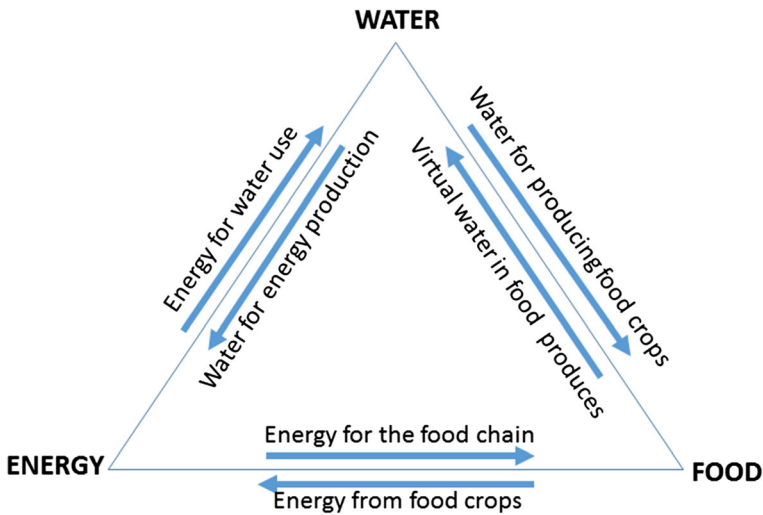 WATER
Energy for water use
Water for energy production
Virtual water in food produces
Water for producing food crops
Energy for the food chain
ENERGY
FOOD
Energy from food crops